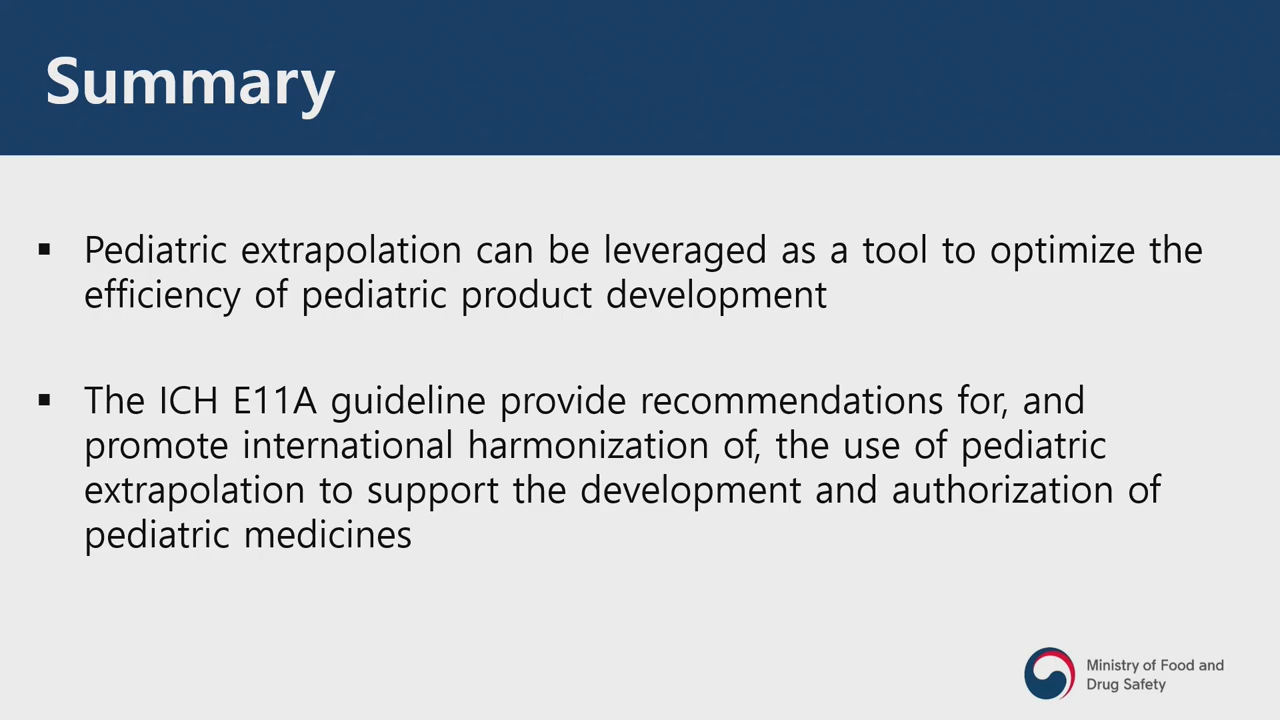 Summary
▪ Pediatric extrapolation can be leveraged as a tool to optimize the
efficiency of pediatric product development
▪ The ICH E11A guideline provide recommendations for, and
promote international harmonization of, the use of pediatric
extrapolation to support the development and authorization of
pediatric medicines
Ministry of Food and
Drug Safety